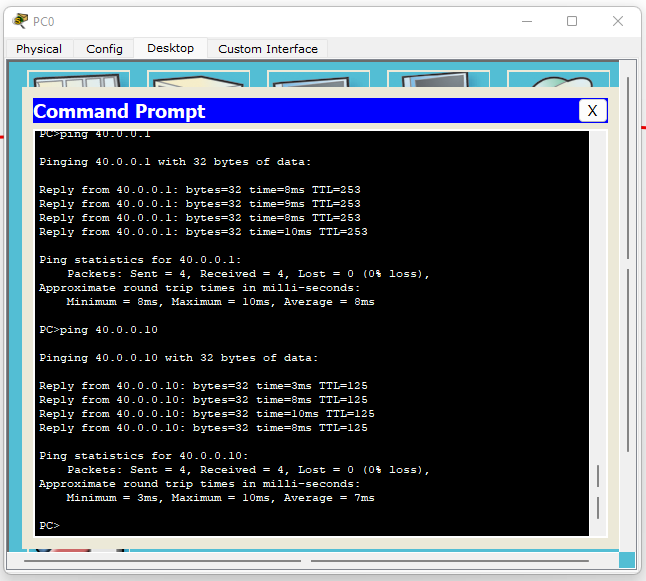 PC0
Physical Config Desktop Custom Interface
Command Prompt X
PC>ping 40.0.0.1
Pinging 40.0.0.1 with 32 bytes of data:
Reply from 40.0.0.1: bytes=32 time=8ms TTL=253
Reply from 40.0.0.1: bytes=32 time=9ms TTL=253
Reply from 40.0.0.1: bytes=32 time=8ms TTL=253
Reply from 40.0.0.1: bytes=32 time=10ms TTL=253
Ping statistics for 40.0.0.1:
Packets: Sent = 4, Received = 4, Lost = 0 (0% loss),
Approximate round trip times in milli-seconds:
Minimum = 8ms, Maximum = 10ms, Average = 8ms
PC>ping 40.0.0.10
Pinging 40.0.0.10 with 32 bytes of data:
Reply from 40.0.0.10: bytes=32 time=3ms TTL=125
Reply from 40.0.0.10: bytes=32 time=8ms TTL=125
Reply from 40.0.0.10: bytes=32 time=10ms TTL=125
Reply from 40.0.0.10: bytes=32 time=8ms TTL=125
Ping statistics for 40.0.0.10:
Packets: Sent = 4, Received = 4, Lost = 0 (0% loss),
Approximate round trip times in milli-seconds:
Minimum = 3ms, Maximum = 10ms, Average = 7ms
PC>